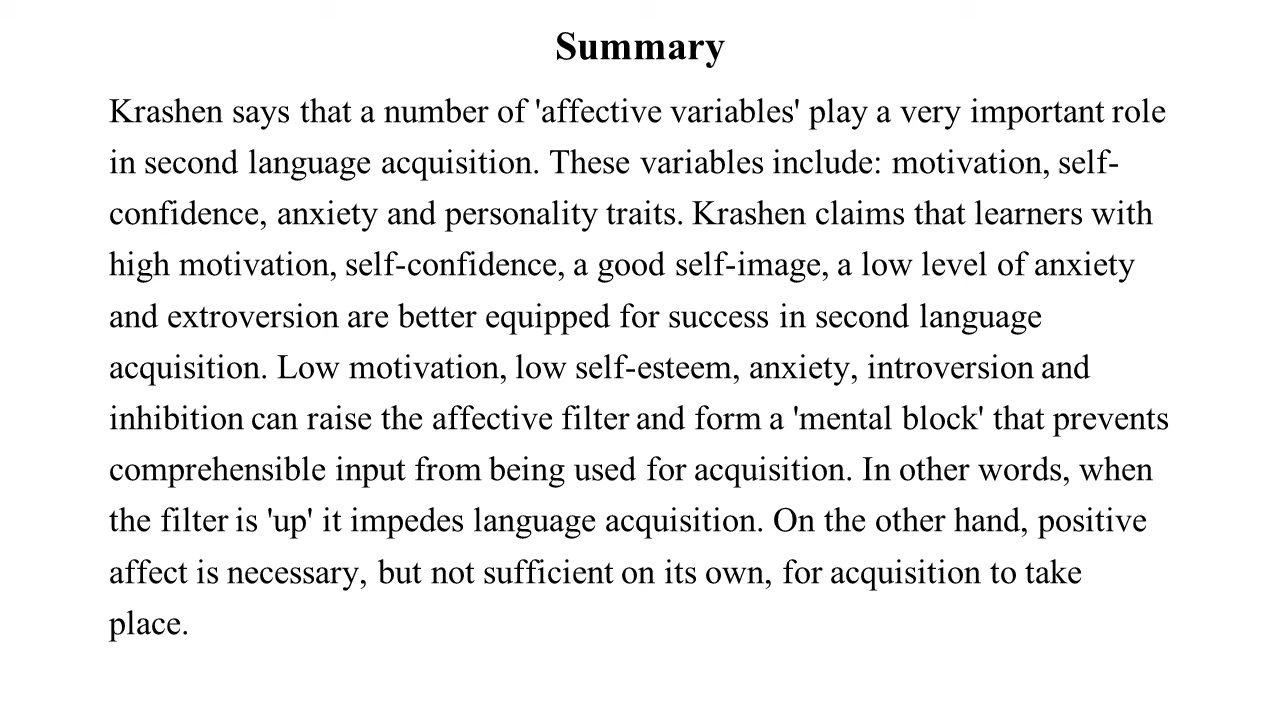 Summary
Krashen says that a number of 'affective variables' play a very important role
in second language acquisition. These variables include: motivation, self-
confidence, anxiety and personality traits. Krashen claims that learners with
high motivation, self-confidence, a good self-image, a low level of anxiety
and extroversion are better equipped for success in second language
acquisition. Low motivation, low self-esteem, anxiety, introversion and
inhibition can raise the affective filter and form a 'mental block' that prevents
comprehensible input from being used for acquisition. In other words, when
the filter is 'up' it impedes language acquisition. On the other hand, positive
affect is necessary, but not sufficient on its own, for acquisition to take
place.